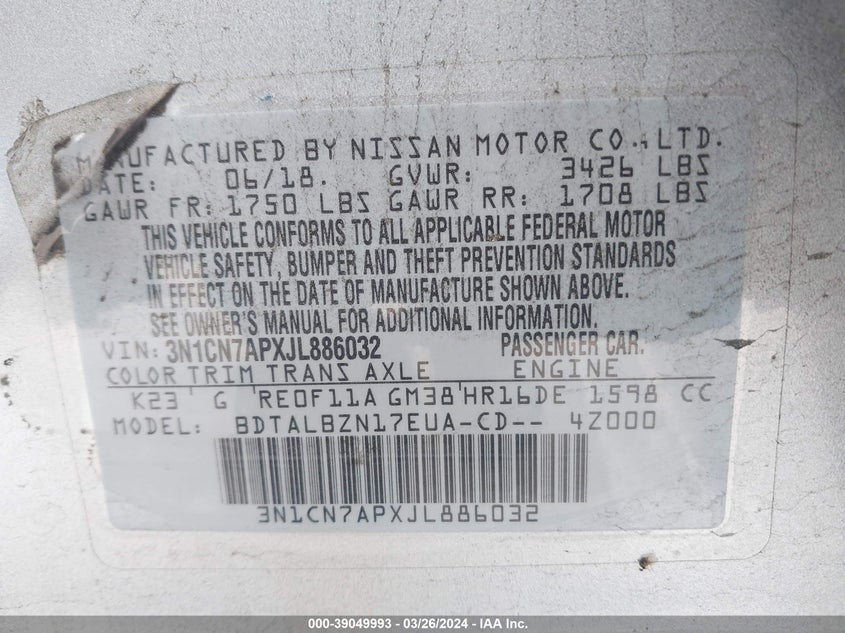 MANUFACTURED BY NISSAN MOTOR CO., LTD.
DATE: 06/18. GVWR: 3426 LBS
GAWR FR: 1750 LBS GAWR RR: 1708 LBS
THIS VEHICLE CONFORMS TO ALL APPLICABLE FEDERAL MOTOR
VEHICLE SAFETY, BUMPER AND THEFT PREVENTION STANDARDS
IN EFFECT ON THE DATE OF MANUFACTURE SHOWN ABOVE.
SEE OWNER'S MANUAL FOR ADDITIONAL INFORMATION.
VIN: 3N1CN7APXJL886032 PASSENGER CAR.
COLOR TRIM TRANS AXLE ENGINE
K23 G RE0F11A GM38 HR16DE 1598 CC
MODEL: BDTALBZN17EUA-CD-- 4Z000
3N1CN7APXJL886032
000-39049993 - 03/26/2024 - IAA Inc.